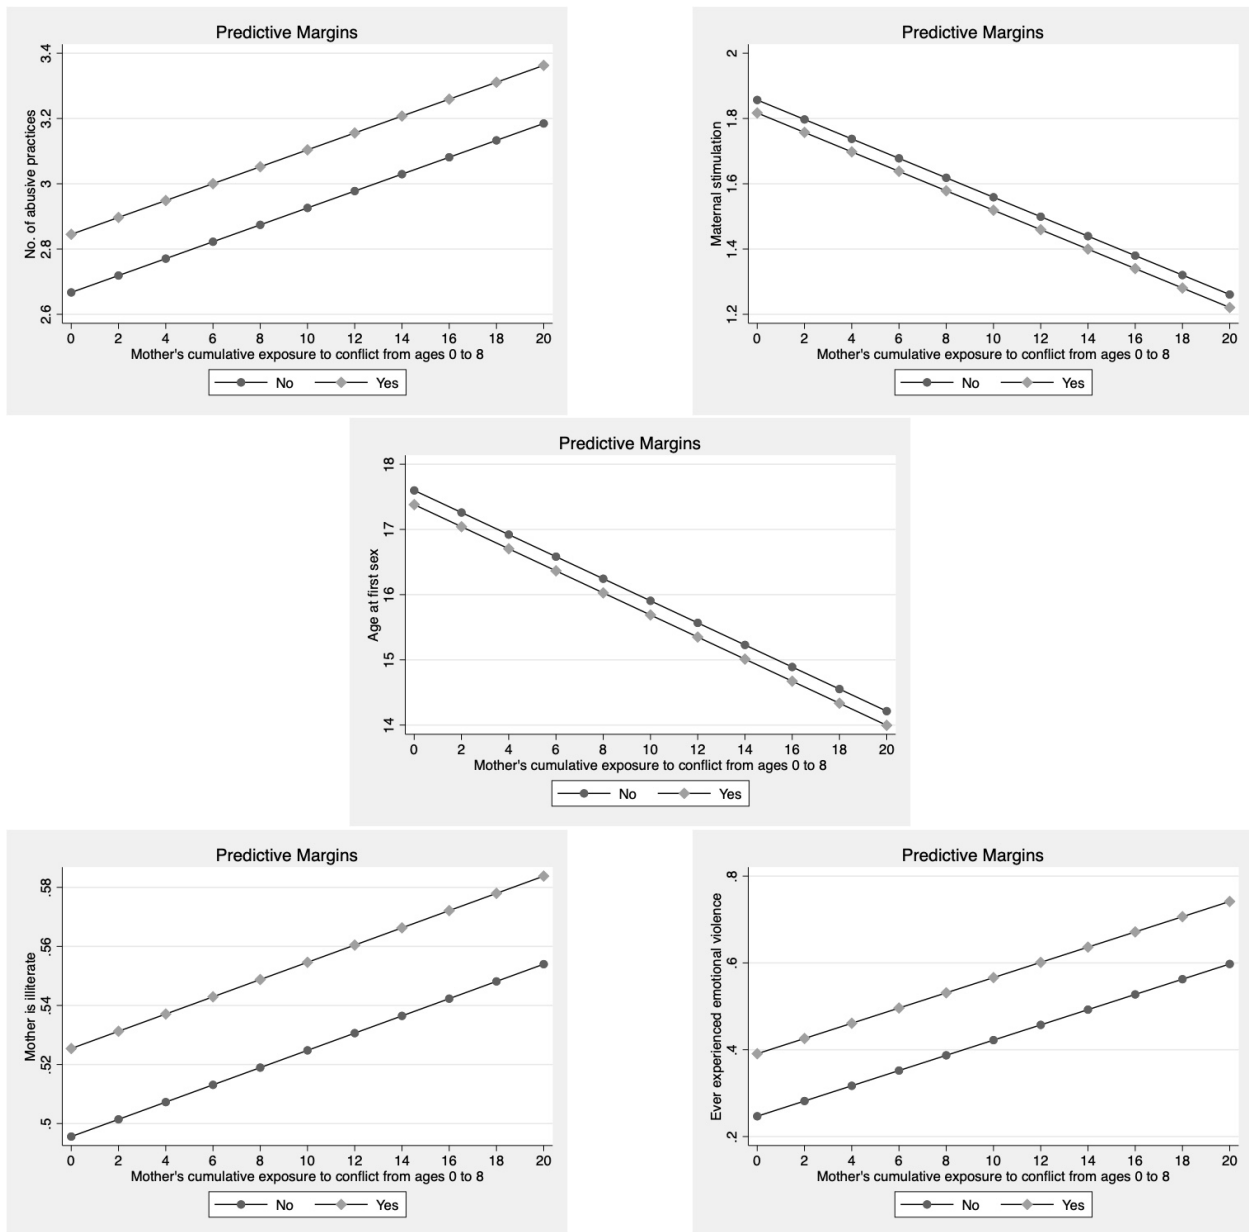 Predictive Margins
No. of abusive practices
3.4
3.2
3
2.8
2.6
0 2 4 6 8 10 12 14 16 18 20
Mother's cumulative exposure to conflict from ages 0 to 8
No Yes
Predictive Margins
Maternal stimulation
2
1.8
1.6
1.4
1.2
0 2 4 6 8 10 12 14 16 18 20
Mother's cumulative exposure to conflict from ages 0 to 8
No Yes
Predictive Margins
Age at first sex
18
17
16
15
14
0 2 4 6 8 10 12 14 16 18 20
Mother's cumulative exposure to conflict from ages 0 to 8
No Yes
Predictive Margins
Mother is illiterate
.58
.56
.54
.52
.5
0 2 4 6 8 10 12 14 16 18 20
Mother's cumulative exposure to conflict from ages 0 to 8
No Yes
Predictive Margins
Ever experienced emotional violence
.8
.6
.4
.2
0 2 4 6 8 10 12 14 16 18 20
Mother's cumulative exposure to conflict from ages 0 to 8
No Yes